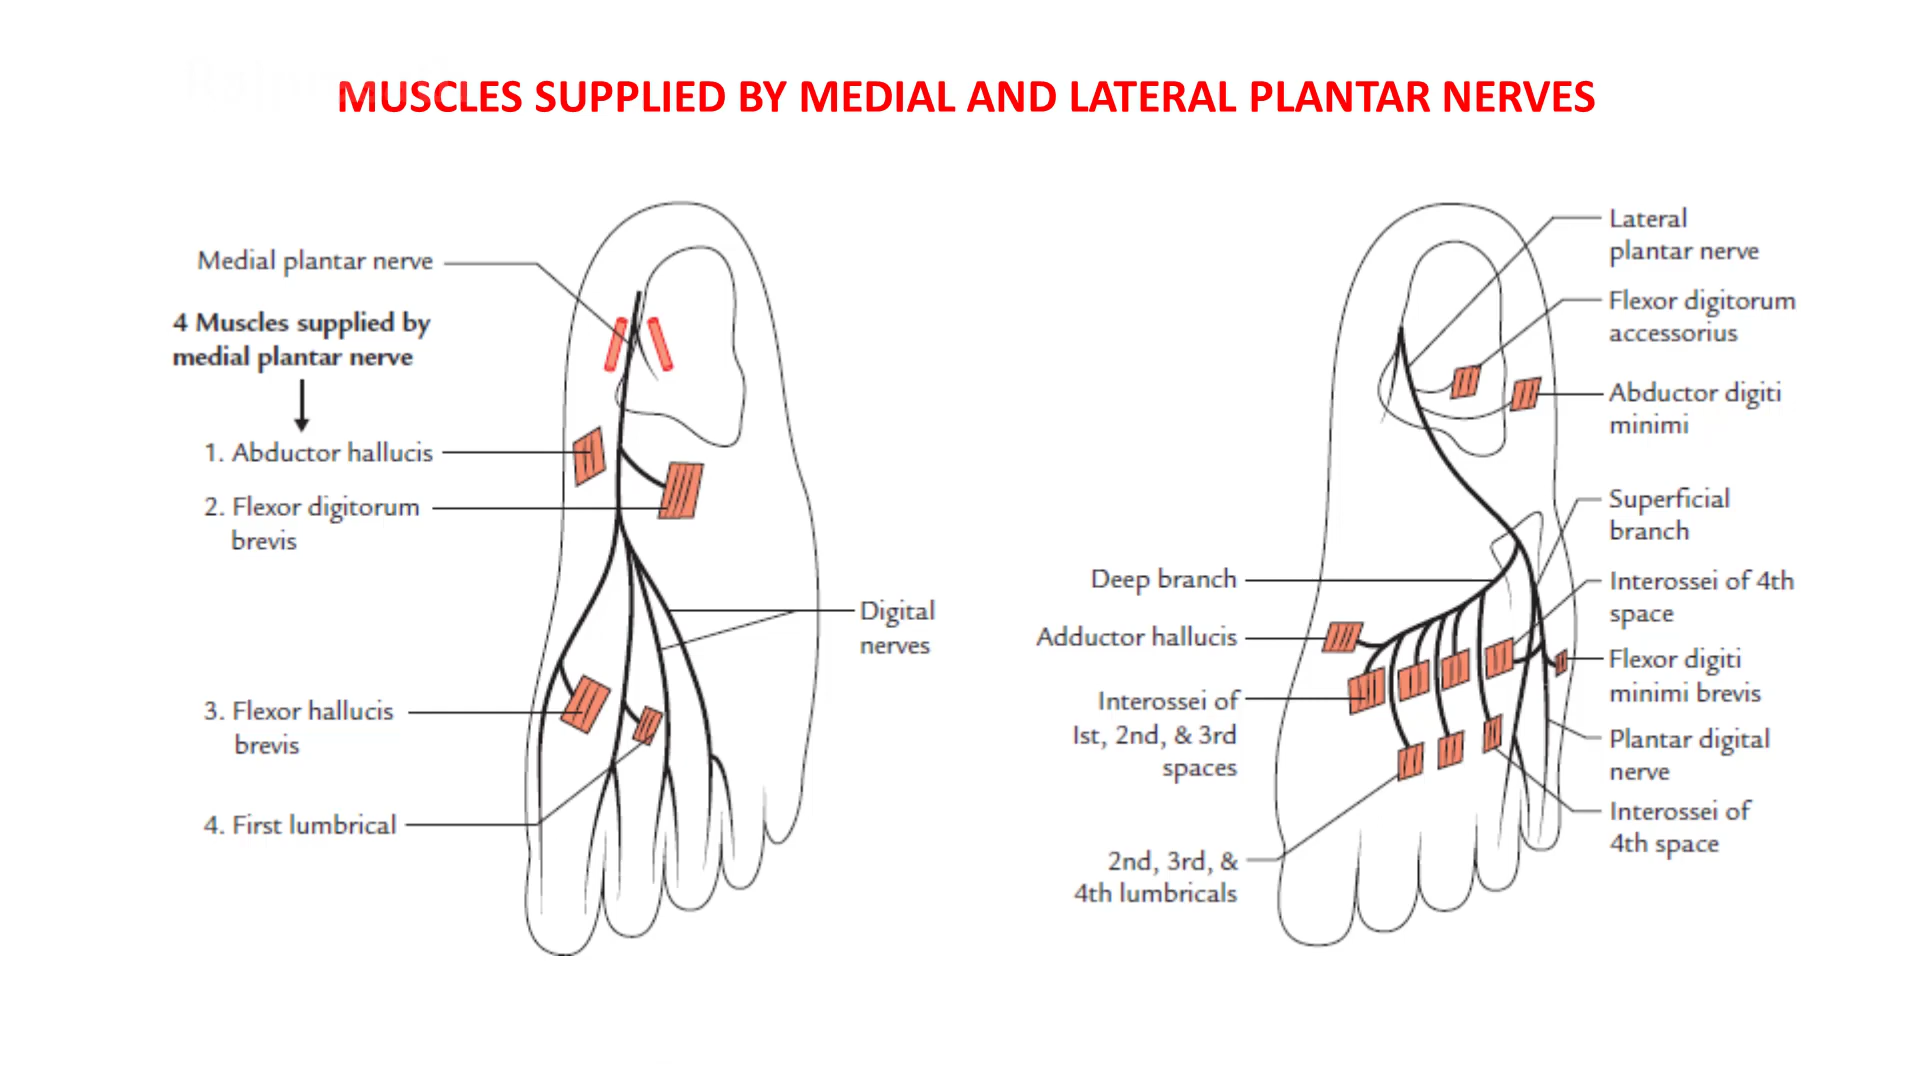 MUSCLES SUPPLIED BY MEDIAL AND LATERAL PLANTAR NERVES
Medial plantar nerve
4 Muscles supplied by
medial plantar nerve
1. Abductor hallucis
2. Flexor digitorum
brevis
3. Flexor hallucis
brevis
4. First lumbrical
Digital
nerves
Deep branch
Adductor hallucis
Interossei of
Ist, 2nd, & 3rd
spaces
2nd, 3rd, &
4th lumbricals
Lateral
plantar nerve
Flexor digitorum
accessorius
Abductor digiti
minimi
Superficial
branch
Interossei of 4th
space
Flexor digiti
minimi brevis
Plantar digital
nerve
Interossei of
4th space